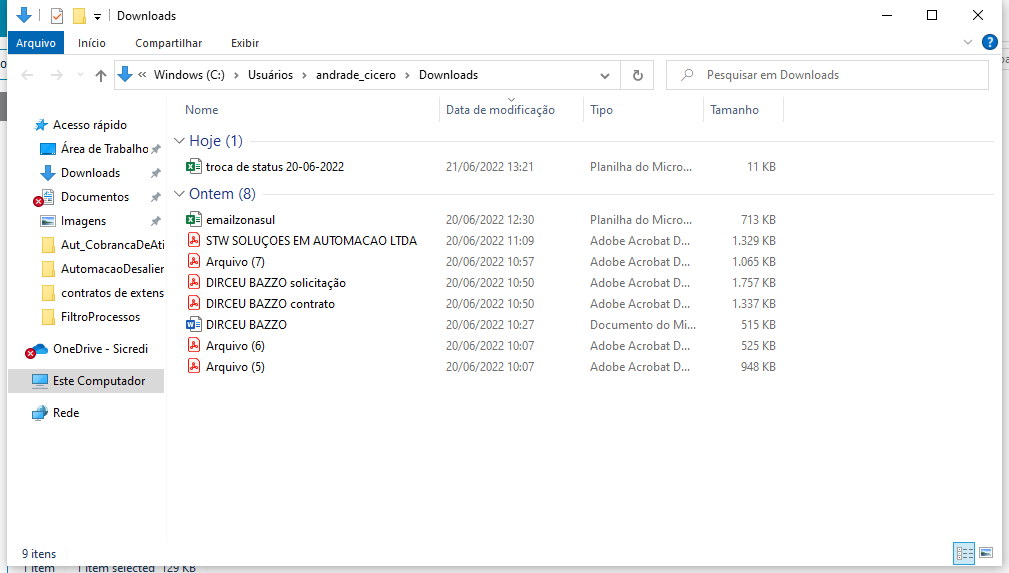 Downloads
Arquivo Início Compartilhar Exibir
« Windows (C:) › Usuários › andrade_cicero › Downloads
Pesquisar em Downloads
Nome Data de modificação Tipo Tamanho
Acesso rápido
Área de Trabalho
Downloads
Documentos
Imagens
Aut_CobrancaDeAti
AutomacaoDesalier
contratos de extens
FiltroProcessos
OneDrive - Sicredi
Este Computador
Rede
Hoje (1)
troca de status 20-06-2022 21/06/2022 13:21 Planilha do Micro... 11 KB
Ontem (8)
emailzonasul 20/06/2022 12:30 Planilha do Micro... 713 KB
STW SOLUÇOES EM AUTOMACAO LTDA 20/06/2022 11:09 Adobe Acrobat D... 1.329 KB
Arquivo (7) 20/06/2022 10:57 Adobe Acrobat D... 1.065 KB
DIRCEU BAZZO solicitação 20/06/2022 10:50 Adobe Acrobat D... 1.757 KB
DIRCEU BAZZO contrato 20/06/2022 10:50 Adobe Acrobat D... 1.337 KB
DIRCEU BAZZO 20/06/2022 10:27 Documento do Mi... 515 KB
Arquivo (6) 20/06/2022 10:07 Adobe Acrobat D... 525 KB
Arquivo (5) 20/06/2022 10:07 Adobe Acrobat D... 948 KB
9 itens
1 item 1 item selected 129 KB